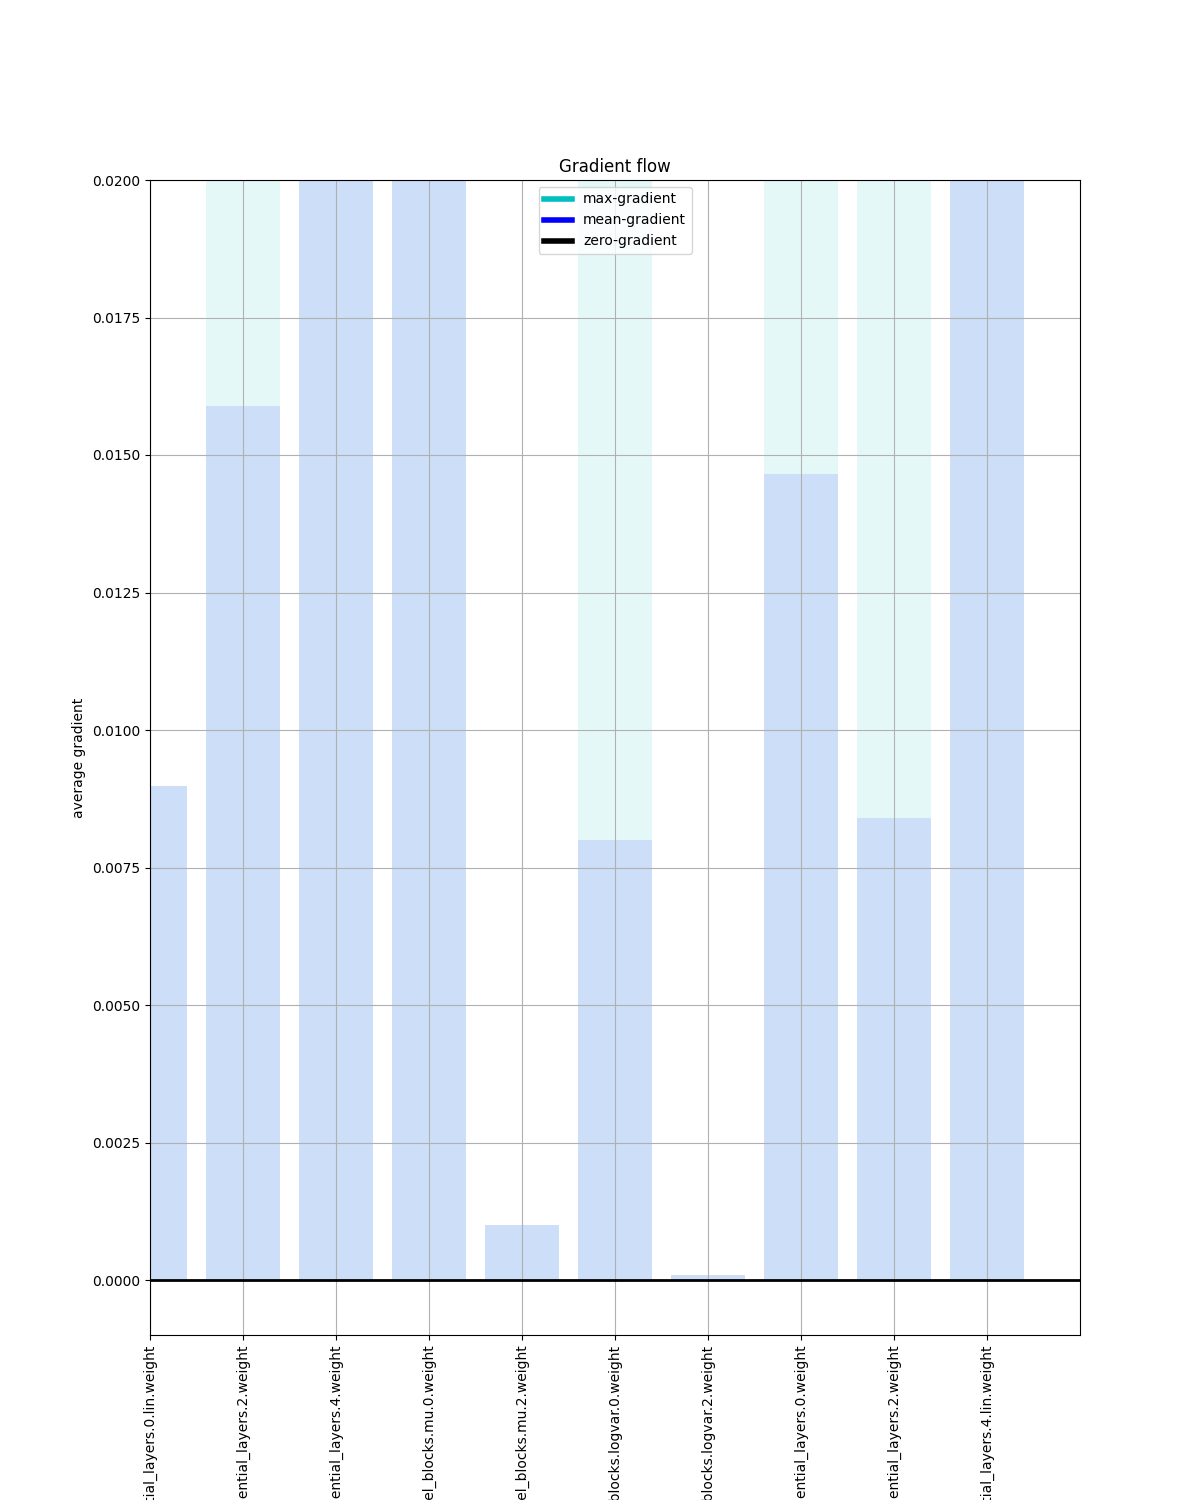 Gradient flow
max-gradient
mean-gradient
zero-gradient
0.0200
0.0175
0.0150
0.0125
0.0100
0.0075
0.0050
0.0025
0.0000
average gradient
tial_layers.0.lin.weight
ential_layers.2.weight
ential_layers.4.weight
el_blocks.mu.0.weight
el_blocks.mu.2.weight
blocks.logvar.0.weight
blocks.logvar.2.weight
ential_layers.0.weight
ential_layers.2.weight
tial_layers.4.lin.weight